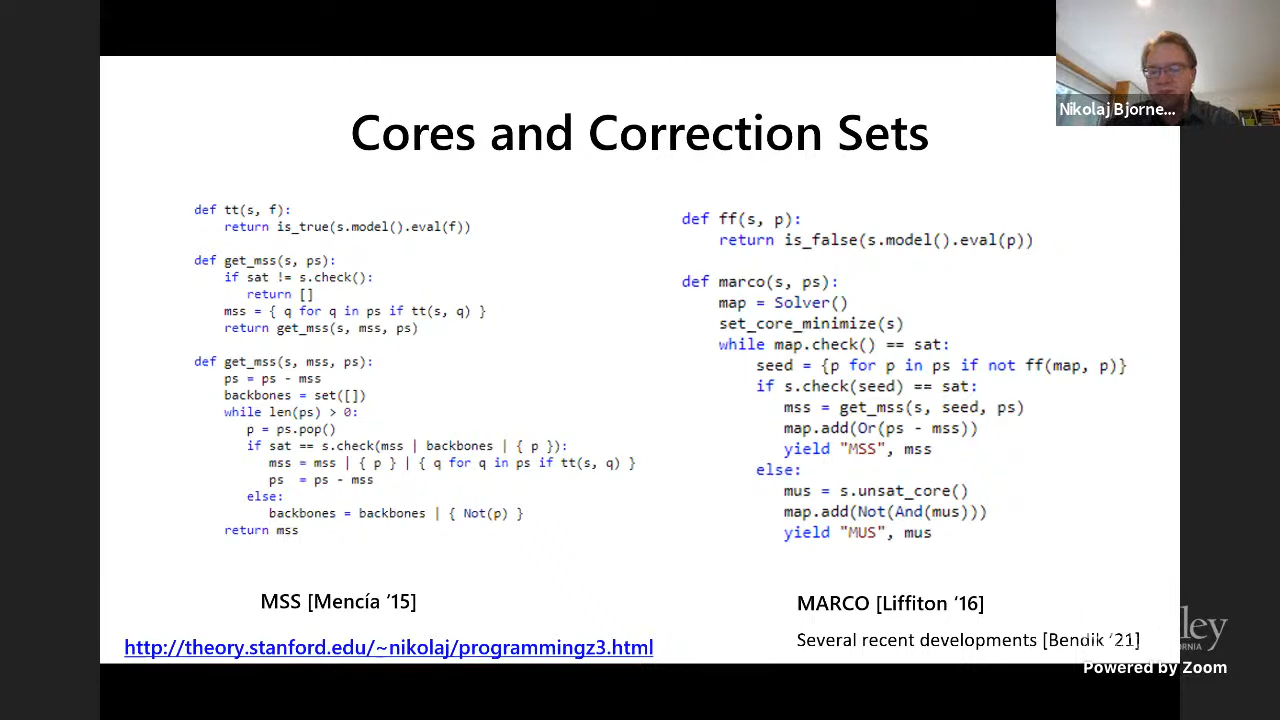 Nikolaj Bjorne...
Cores and Correction Sets
def tt(s, f):
    return is_true(s.model().eval(f))
def get_mss(s, ps):
    if sat != s.check():
       return []
    mss = { q for q in ps if tt(s, q) }
    return get_mss(s, mss, ps)
def get_mss(s, mss, ps):
    ps = ps - mss
    backbones = set([])
    while len(ps) > 0:
       p = ps.pop()
       if sat == s.check(mss | backbones | { p }):
          mss = mss | { p } | { q for q in ps if tt(s, q) }
          ps  = ps - mss
       else:
          backbones = backbones | { Not(p) }
    return mss
MSS [Mencía ’15]
http://theory.stanford.edu/~nikolaj/programmingz3.html
def ff(s, p):
    return is_false(s.model().eval(p))
def marco(s, ps):
    map = Solver()
    set_core_minimize(s)
    while map.check() == sat:
        seed = {p for p in ps if not ff(map, p)}
        if s.check(seed) == sat:
           mss = get_mss(s, seed, ps)
           map.add(Or(ps - mss))
           yield "MSS", mss
        else:
           mus = s.unsat_core()
           map.add(Not(And(mus)))
           yield "MUS", mus
MARCO [Liffiton ‘16]
Several recent developments [Bendik ‘21]
Powered by Zoom